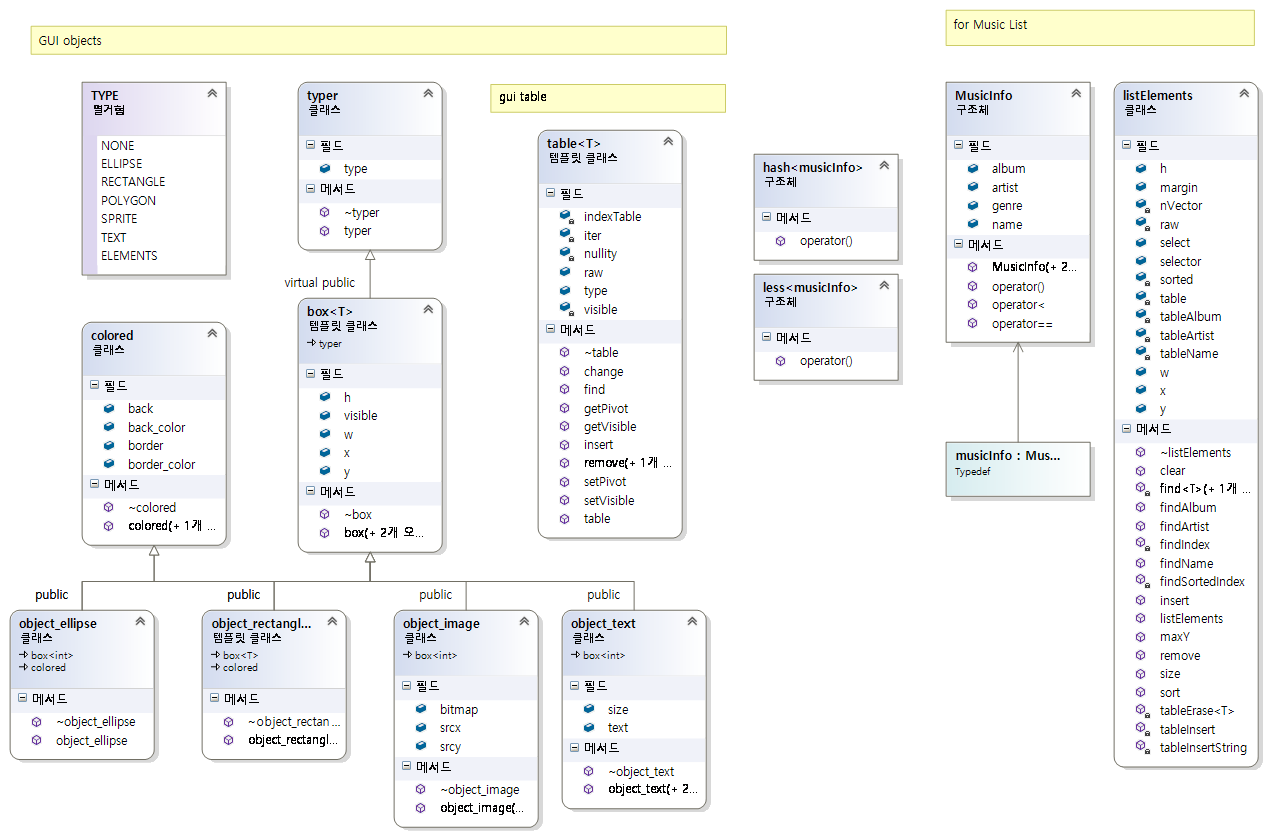 GUI objects
for Music List
gui table
TYPE
열거형
NONE
ELLIPSE
RECTANGLE
POLYGON
SPRITE
TEXT
ELEMENTS
typer
클래스
필드
type
메서드
~typer
typer
virtual public
colored
클래스
필드
back
back_color
border
border_color
메서드
~colored
colored(+ 1개 ...
box<T>
템플릿 클래스
typer
필드
h
visible
w
x
y
메서드
~box
box(+ 2개 오...
table<T>
템플릿 클래스
필드
indexTable
iter
nullity
raw
type
visible
메서드
~table
change
find
getPivot
getVisible
insert
remove(+ 1개 ...
setPivot
setVisible
table
hash<musicInfo>
구조체
메서드
operator()
less<musicInfo>
구조체
메서드
operator()
MusicInfo
구조체
필드
album
artist
genre
name
메서드
MusicInfo(+ 2...
operator()
operator<
operator==
musicInfo : Mus...
Typedef
listElements
클래스
필드
h
margin
nVector
raw
select
selector
sorted
table
tableAlbum
tableArtist
tableName
w
x
y
메서드
~listElements
clear
find<T>(+ 1개 ...
findAlbum
findArtist
findIndex
findName
findSortedIndex
insert
listElements
maxY
remove
size
sort
tableErase<T>
tableInsert
tableInsertString
public
public
public
public
object_ellipse
클래스
box<int>
colored
메서드
~object_ellipse
object_ellipse
object_rectangl...
템플릿 클래스
box<T>
colored
메서드
~object_rectan...
object_rectangl...
object_image
클래스
box<int>
필드
bitmap
srcx
srcy
메서드
~object_image
object_image(...
object_text
클래스
box<int>
필드
size
text
메서드
~object_text
object_text(+ 2...